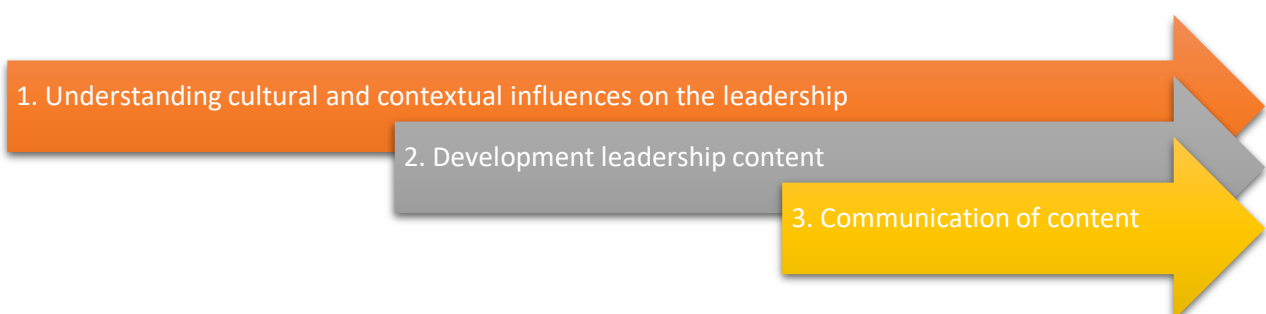 1. Understanding cultural and contextual influences on the leadership
2. Development leadership content
3. Communication of content